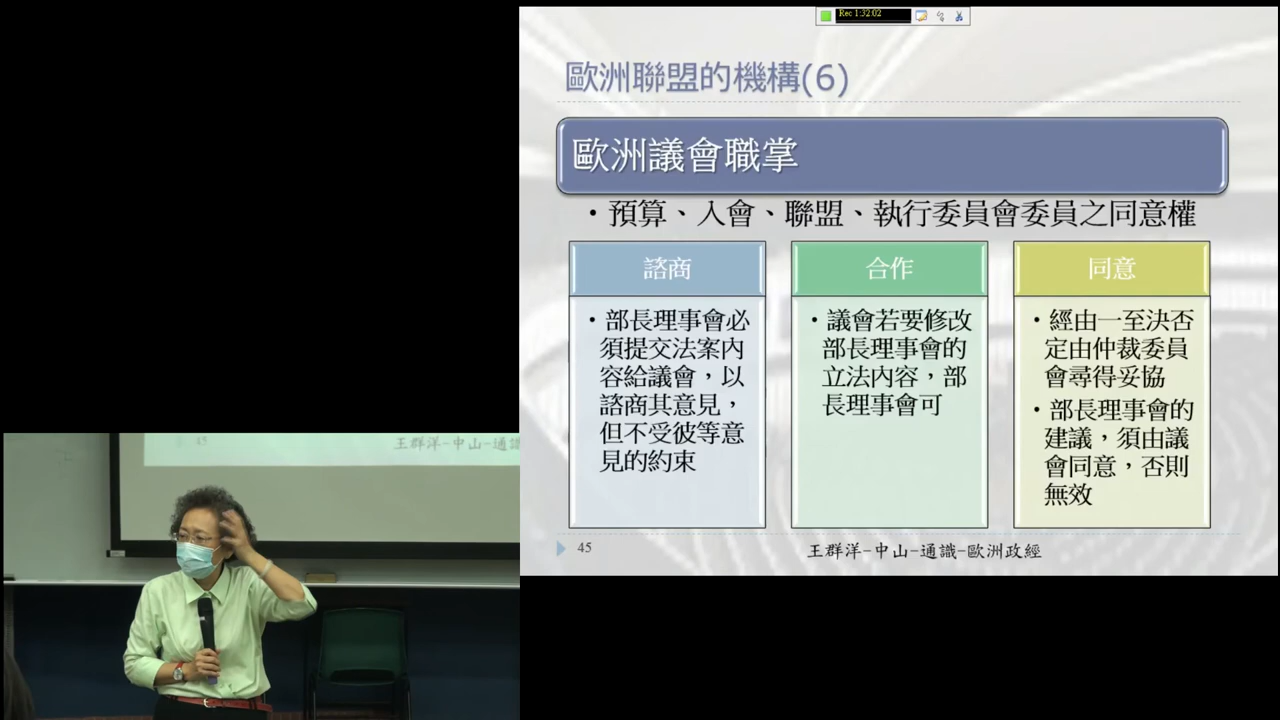 Rec 1:32:02
歐洲聯盟的機構(6)
歐洲議會職掌
・預算、入會、聯盟、執行委員會委員之同意權
諮商
・部長理事會必
須提交法案內
容給議會，以
諮商其意見，
但不受彼等意
見的約束
合作
・議會若要修改
部長理事會的
立法內容，部
長理事會可
同意
・經由一至決否
定由仲裁委員
會尋得妥協
・部長理事會的
建議，須由議
會同意，否則
無效
45
王群洋-中山-通識-歐洲政經
45
王群洋-中山-通識